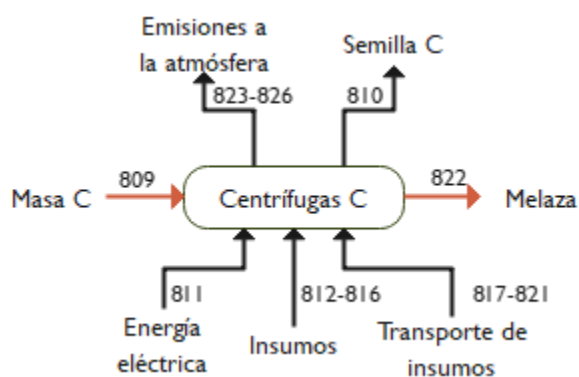 Emisiones a
la atmósfera
Semilla C
823-826
810
Masa C
809
Centrífugas C
822
Melaza
811
812-816
817-821
Energía
eléctrica
Insumos
Transporte de
insumos